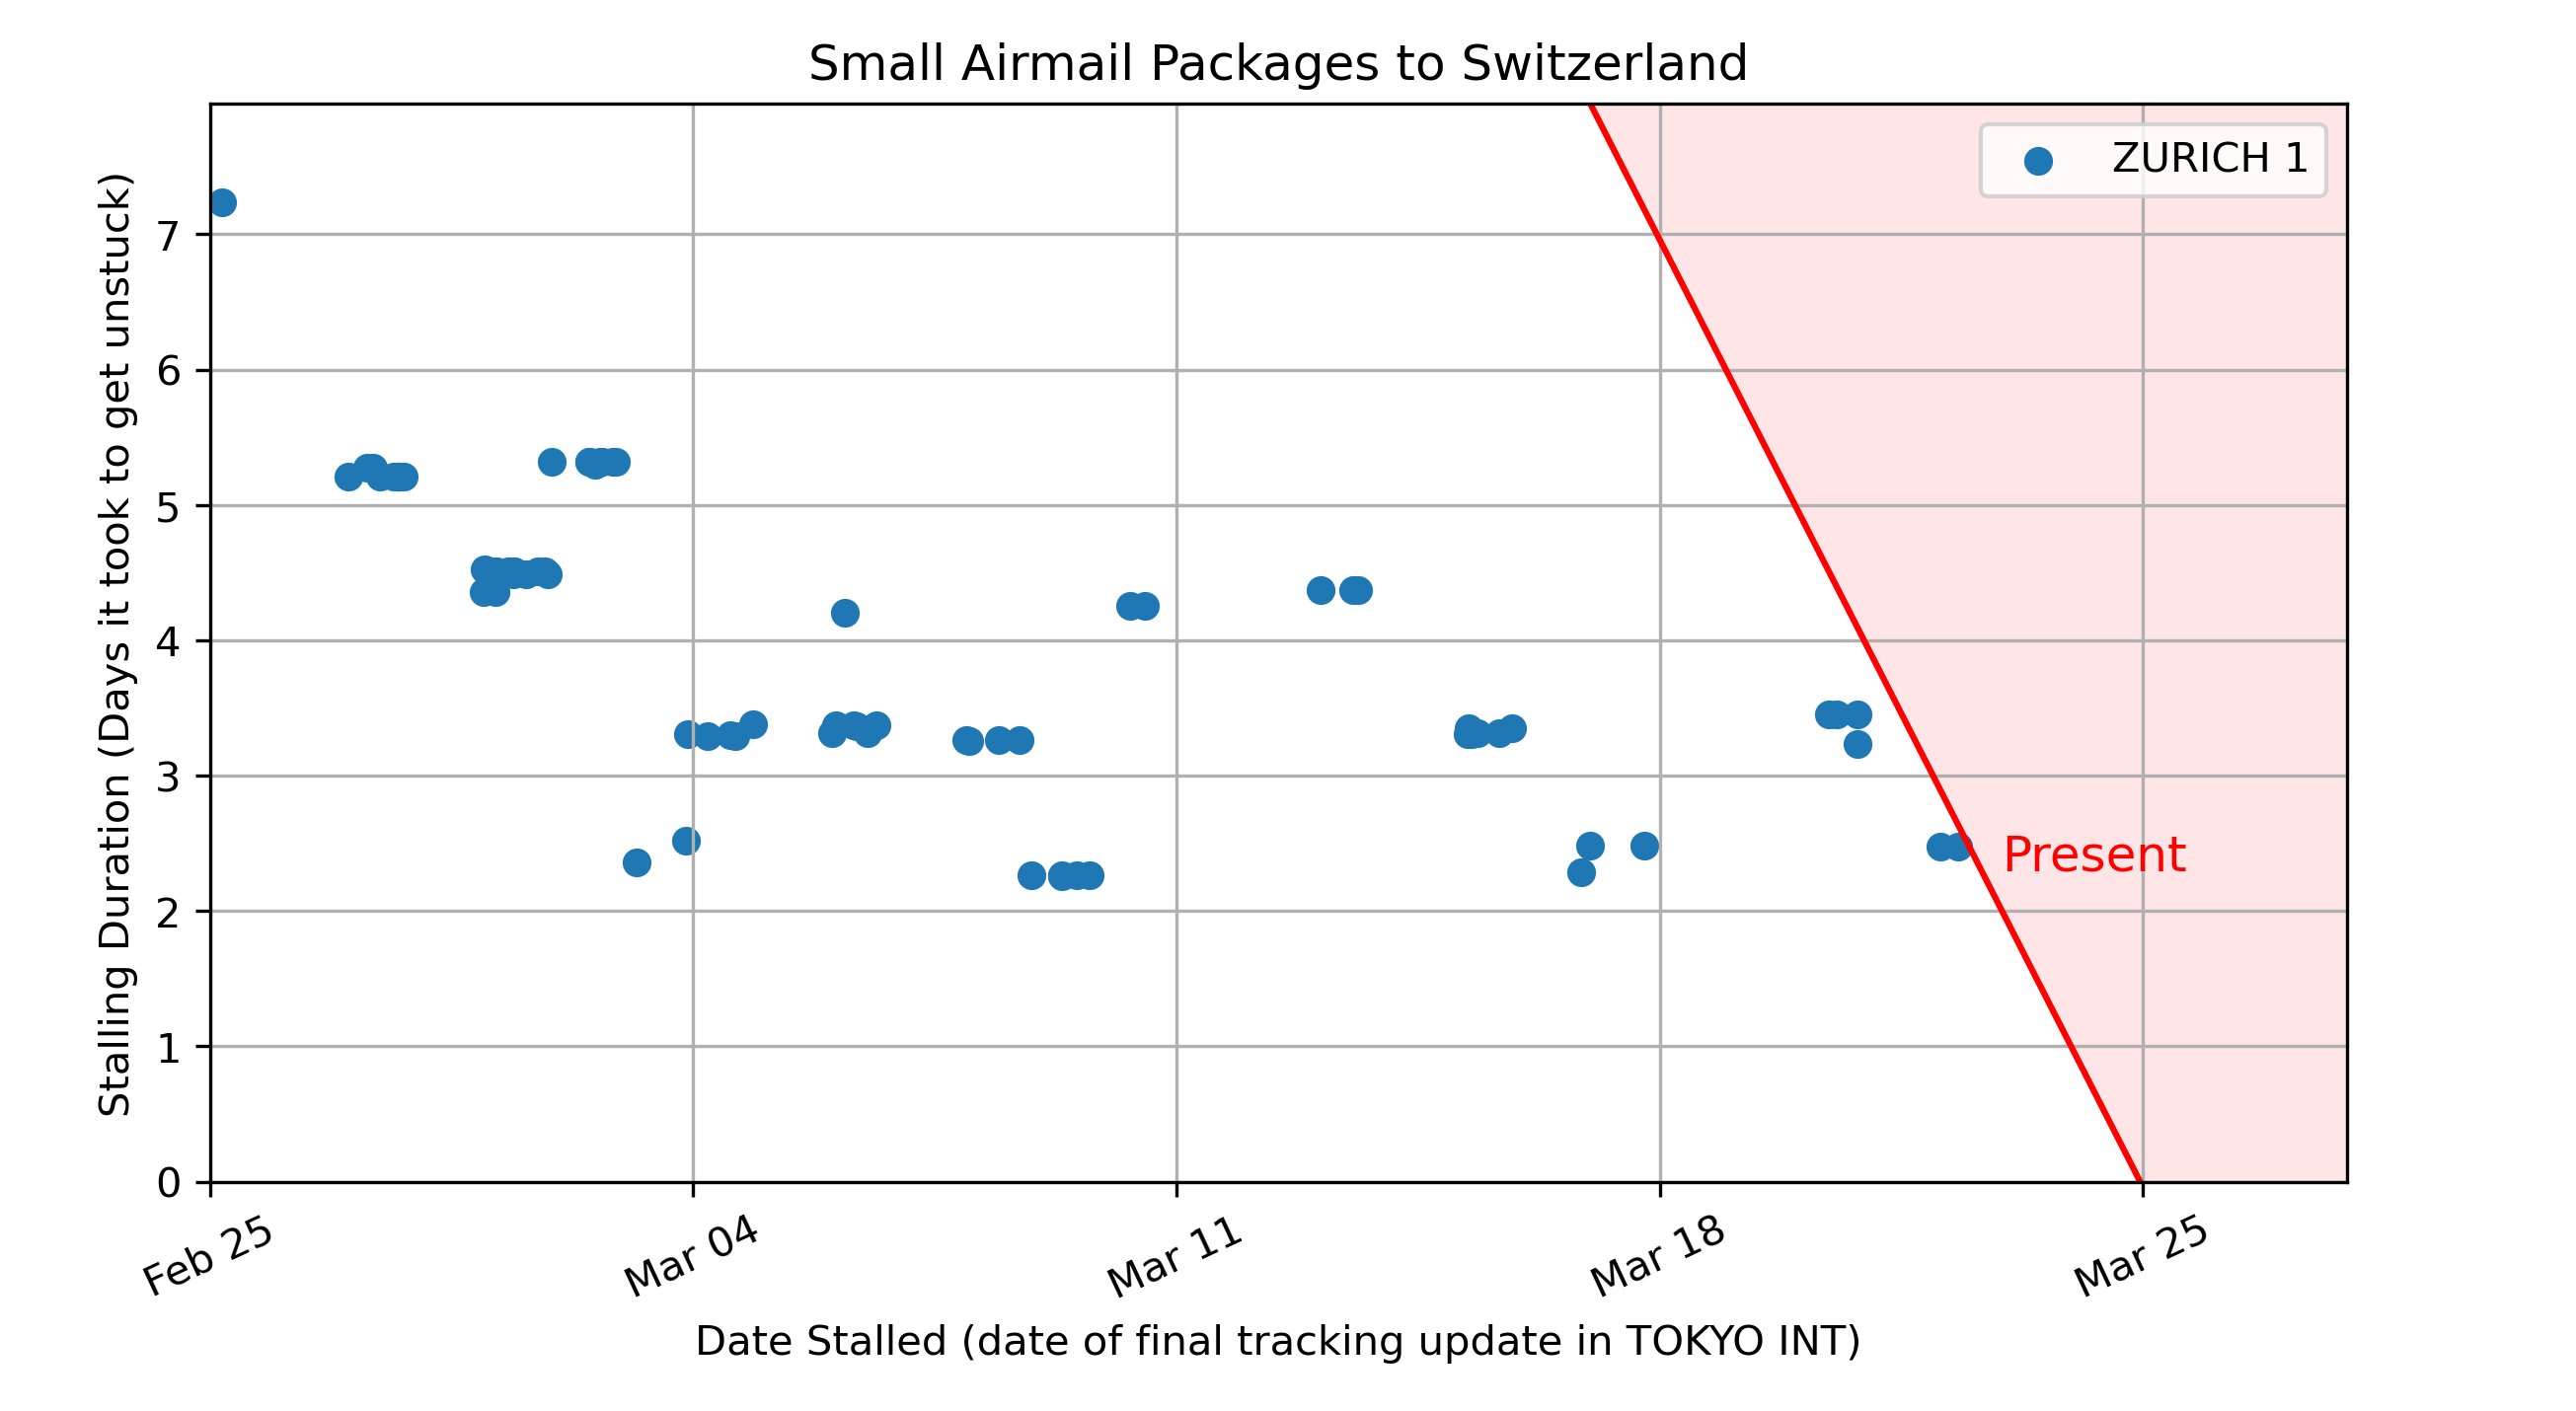 Small Airmail Packages to Switzerland
ZURICH 1
Stalling Duration (Days it took to get unstuck)
7
6
5
4
3
2
1
0
Present
Feb 25
Mar 04
Mar 11
Mar 18
Mar 25
Date Stalled (date of final tracking update in TOKYO INT)